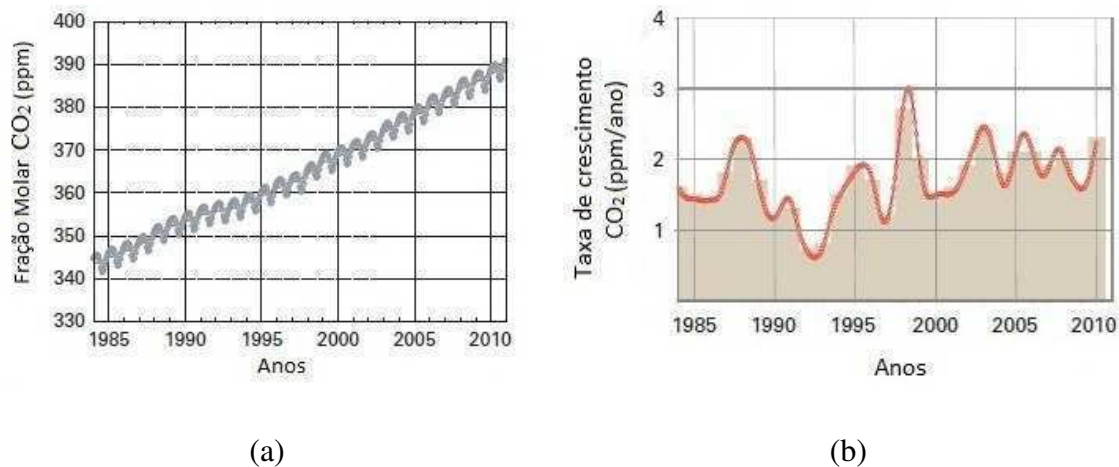 400
390
380
370
360
350
340
330
Fração Molar CO2 (ppm)
1985 1990 1995 2000 2005 2010
Anos
(a)
4
3
2
1
Taxa de crescimento
CO2 (ppm/ano)
1985 1990 1995 2000 2005 2010
Anos
(b)